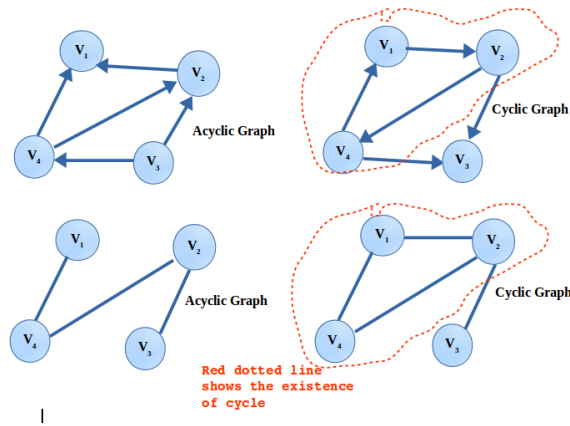 V1
V2
Acyclic Graph
V4
V3
V1
V2
Cyclic Graph
V4
V3
V1
V2
Acyclic Graph
V4
V3
V1
V2
Cyclic Graph
V4
V3
Red dotted line
shows the existence
of cycle